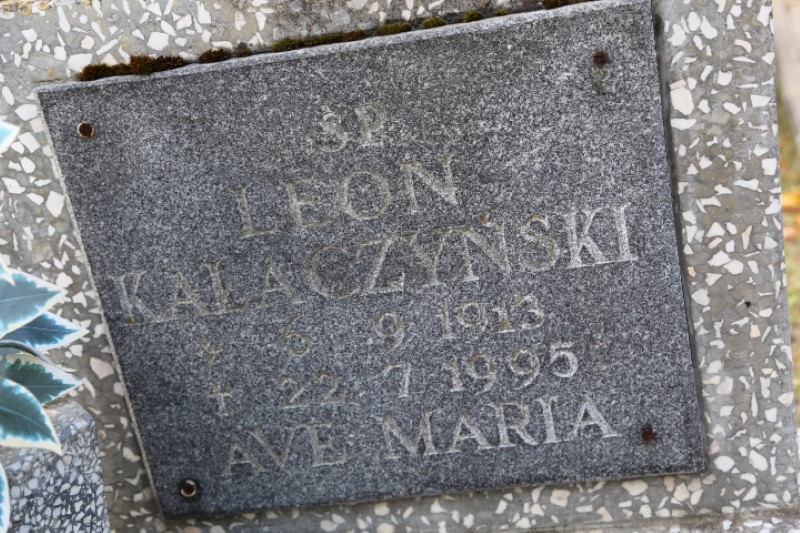 ŚP
LEON
KAŁACZYŃSKI
* 6 9 1913
✝ 22 7 1995
AVE MARIA